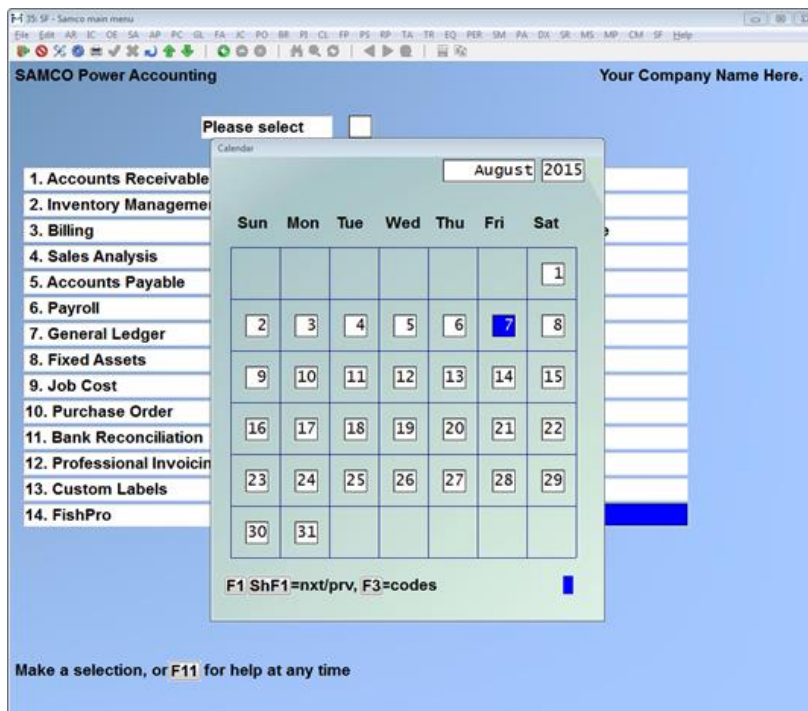 35: SF - Samco main menu
File Edit AR IC OE SA AP PC GL FA JC PO BR PI CL FP PS RP TA TR EQ PER SM PA DX SR MS MP CM SF Help
SAMCO Power Accounting Your Company Name Here.
Please select
Calendar
August 2015
1. Accounts Receivable
2. Inventory Manageme
3. Billing
4. Sales Analysis
5. Accounts Payable
6. Payroll
7. General Ledger
8. Fixed Assets
9. Job Cost
10. Purchase Order
11. Bank Reconciliation
12. Professional Invoicin
13. Custom Labels
14. FishPro
Sun Mon Tue Wed Thu Fri Sat
1
2 3 4 5 6 7 8
9 10 11 12 13 14 15
16 17 18 19 20 21 22
23 24 25 26 27 28 29
30 31
F1 ShF1=nxt/prv, F3=codes
Make a selection, or F11 for help at any time